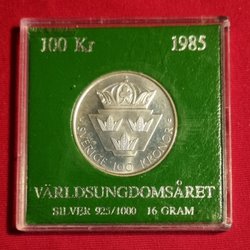 100 Kr 1985
SVERIGE 100 KRONOR
VÄRLDSUNGDOMSÅRET
SILVER 925/1000 16 GRAM